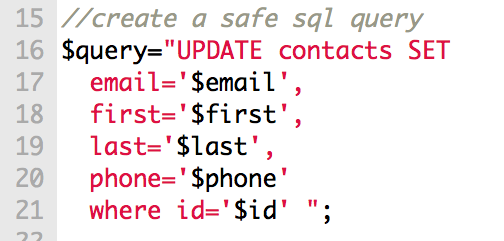 15 //create a safe sql query
16 $query="UPDATE contacts SET
17 email='$email',
18 first='$first',
19 last='$last',
20 phone='$phone'
21 where id='$id' ";
22